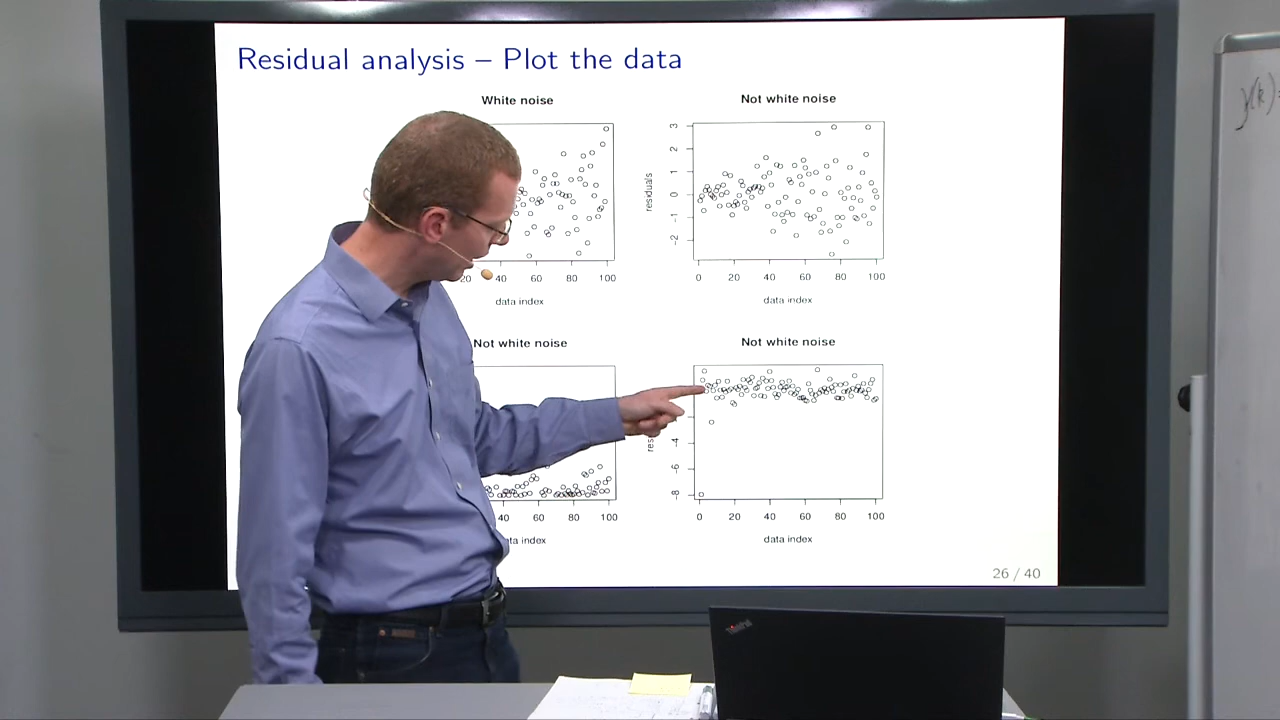 Residual analysis – Plot the data
White noise
Not white noise
residuals
3
2
1
0
−1
−2
20 40 60 80 100
0 20 40 60 80 100
data index
data index
Not white noise
Not white noise
−4
−6
−8
40 60 80 100
0 20 40 60 80 100
data index
26 / 40
ThinkPad
y(k)